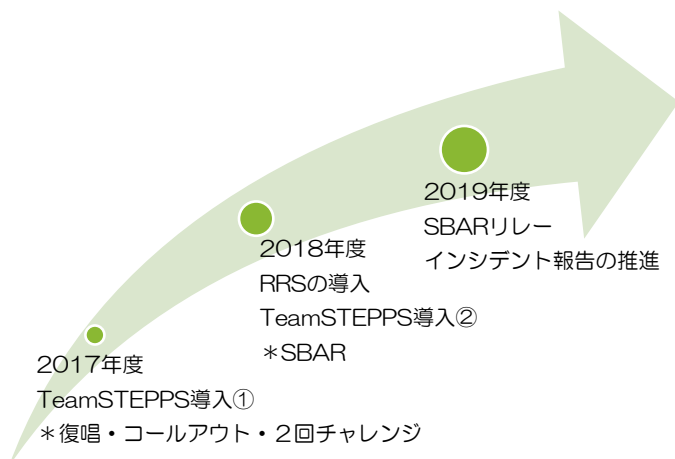 2017年度
TeamSTEPPS導入①
＊復唱・コールアウト・２回チャレンジ
2018年度
RRSの導入
TeamSTEPPS導入②
＊SBAR
2019年度
SBARリレー
インシデント報告の推進